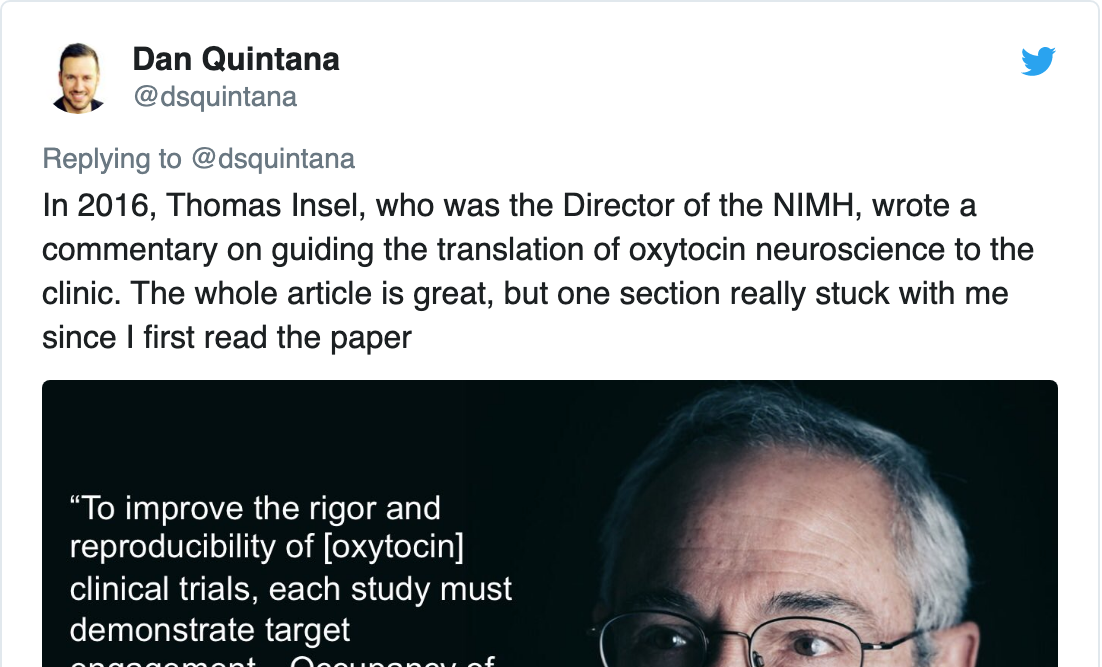 Dan Quintana
@dsquintana
Replying to @dsquintana
In 2016, Thomas Insel, who was the Director of the NIMH, wrote a
commentary on guiding the translation of oxytocin neuroscience to the
clinic. The whole article is great, but one section really stuck with me
since I first read the paper
“To improve the rigor and
reproducibility of [oxytocin]
clinical trials, each study must
demonstrate target
engagement... Occupancy of